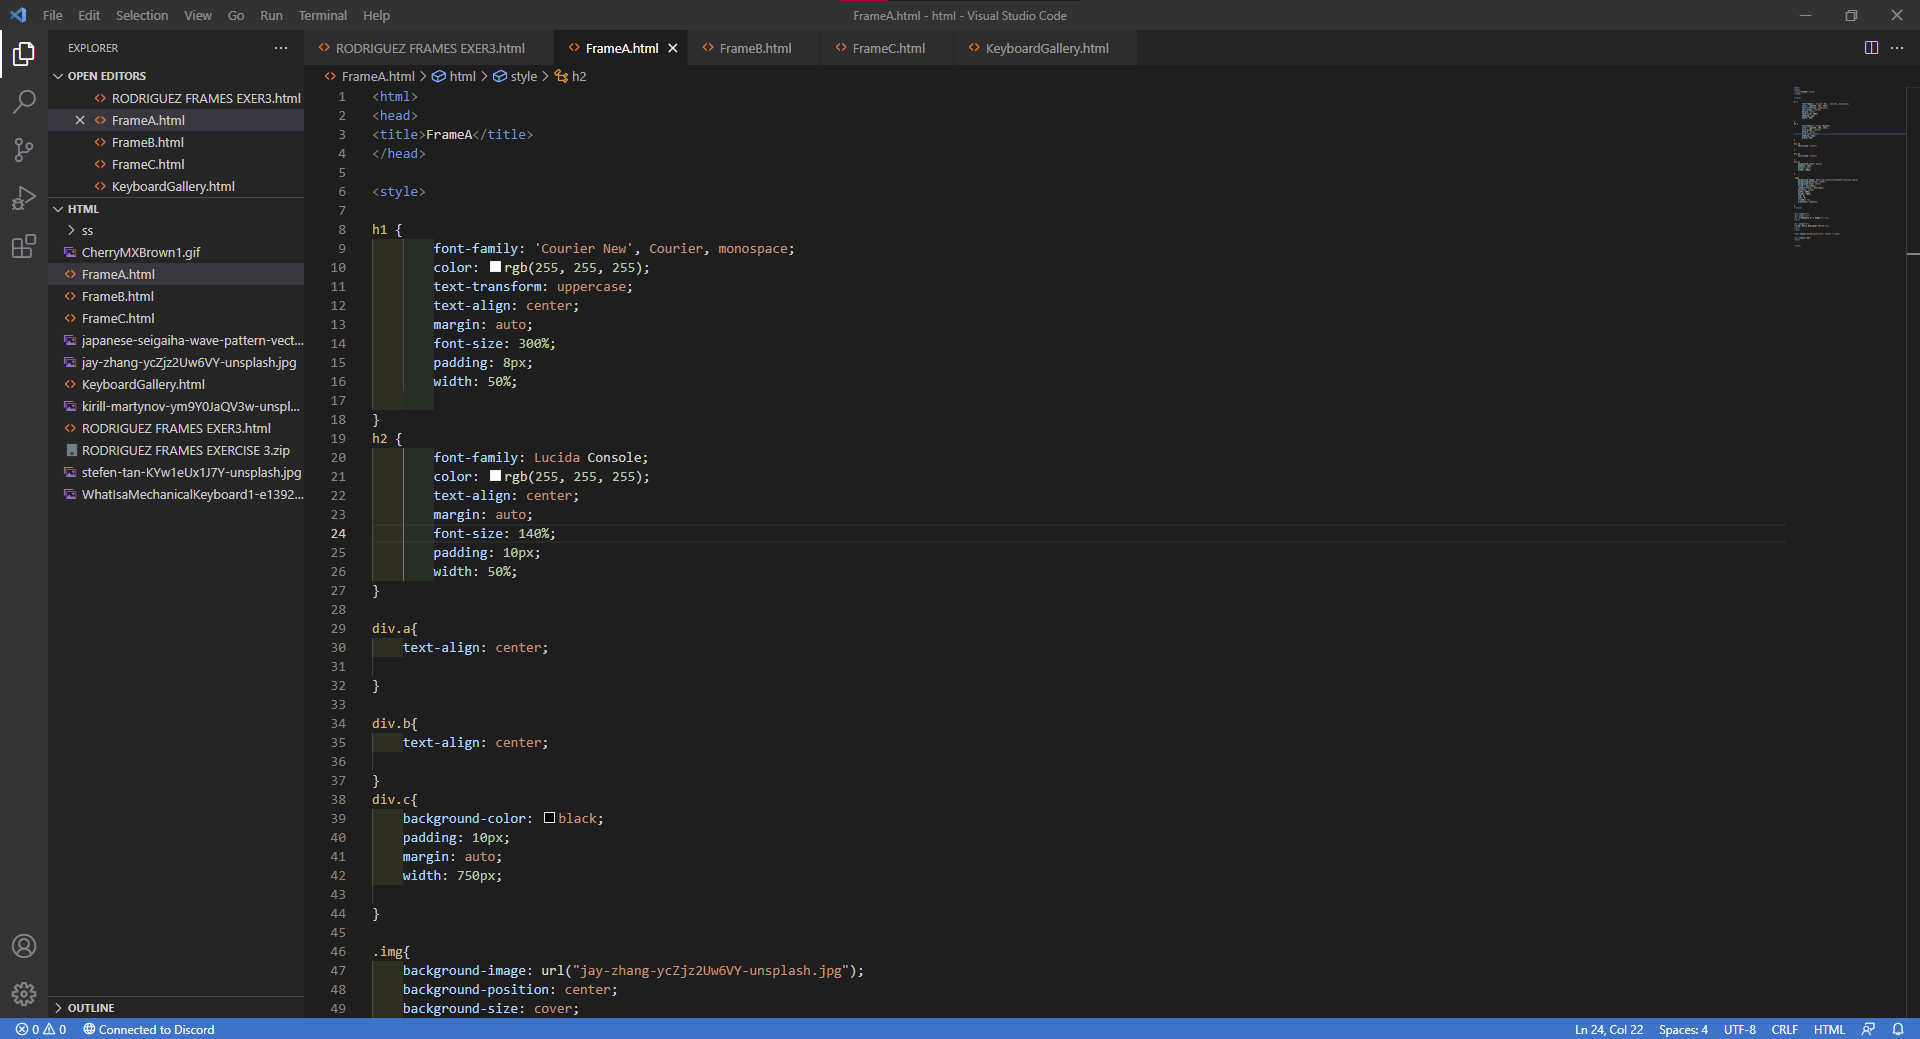 File Edit Selection View Go Run Terminal Help
FrameA.html - html - Visual Studio Code
EXPLORER
OPEN EDITORS
RODRIGUEZ FRAMES EXER3.html
FrameA.html
FrameB.html
FrameC.html
KeyboardGallery.html
HTML
ss
CherryMXBrown1.gif
FrameA.html
FrameB.html
FrameC.html
japanese-seigaiha-wave-pattern-vect...
jay-zhang-ycZjz2Uw6VY-unsplash.jpg
KeyboardGallery.html
kirill-martynov-ym9Y0JaQV3w-unspl...
RODRIGUEZ FRAMES EXER3.html
RODRIGUEZ FRAMES EXERCISE 3.zip
stefen-tan-KYw1eUx1J7Y-unsplash.jpg
WhatIsaMechanicalKeyboard1-e1392...
OUTLINE
RODRIGUEZ FRAMES EXER3.html FrameA.html FrameB.html FrameC.html KeyboardGallery.html
FrameA.html > html > style > h2
1 <html>
2 <head>
3 <title>FrameA</title>
4 </head>
5
6 <style>
7
8 h1 {
9 font-family: 'Courier New', Courier, monospace;
10 color: rgb(255, 255, 255);
11 text-transform: uppercase;
12 text-align: center;
13 margin: auto;
14 font-size: 300%;
15 padding: 8px;
16 width: 50%;
17
18 }
19 h2 {
20 font-family: Lucida Console;
21 color: rgb(255, 255, 255);
22 text-align: center;
23 margin: auto;
24 font-size: 140%;
25 padding: 10px;
26 width: 50%;
27 }
28
29 div.a{
30 text-align: center;
31
32 }
33
34 div.b{
35 text-align: center;
36
37 }
38 div.c{
39 background-color: black;
40 padding: 10px;
41 margin: auto;
42 width: 750px;
43
44 }
45
46 .img{
47 background-image: url("jay-zhang-ycZjz2Uw6VY-unsplash.jpg");
48 background-position: center;
49 background-size: cover;
0 0 Connected to Discord
Ln 24, Col 22 Spaces: 4 UTF-8 CRLF HTML